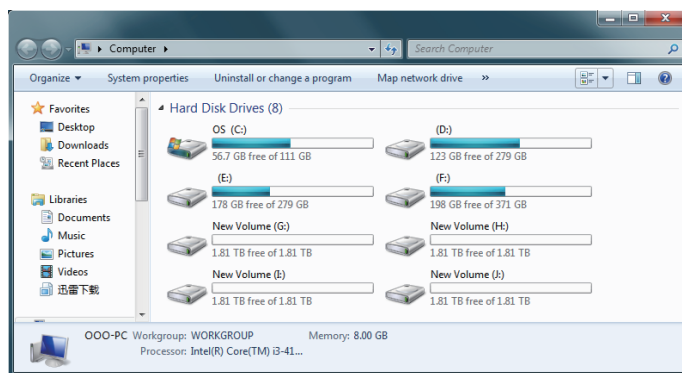 Computer
Search Computer
Organize
System properties
Uninstall or change a program
Map network drive
»
Favorites
Desktop
Downloads
Recent Places
Libraries
Documents
Music
Pictures
Videos
迅雷下载
Hard Disk Drives (8)
OS (C:)
56.7 GB free of 111 GB
(D:)
123 GB free of 279 GB
(E:)
178 GB free of 279 GB
(F:)
198 GB free of 371 GB
New Volume (G:)
1.81 TB free of 1.81 TB
New Volume (H:)
1.81 TB free of 1.81 TB
New Volume (I:)
1.81 TB free of 1.81 TB
New Volume (J:)
1.81 TB free of 1.81 TB
OOO-PC Workgroup: WORKGROUP Memory: 8.00 GB
Processor: Intel(R) Core(TM) i3-41...